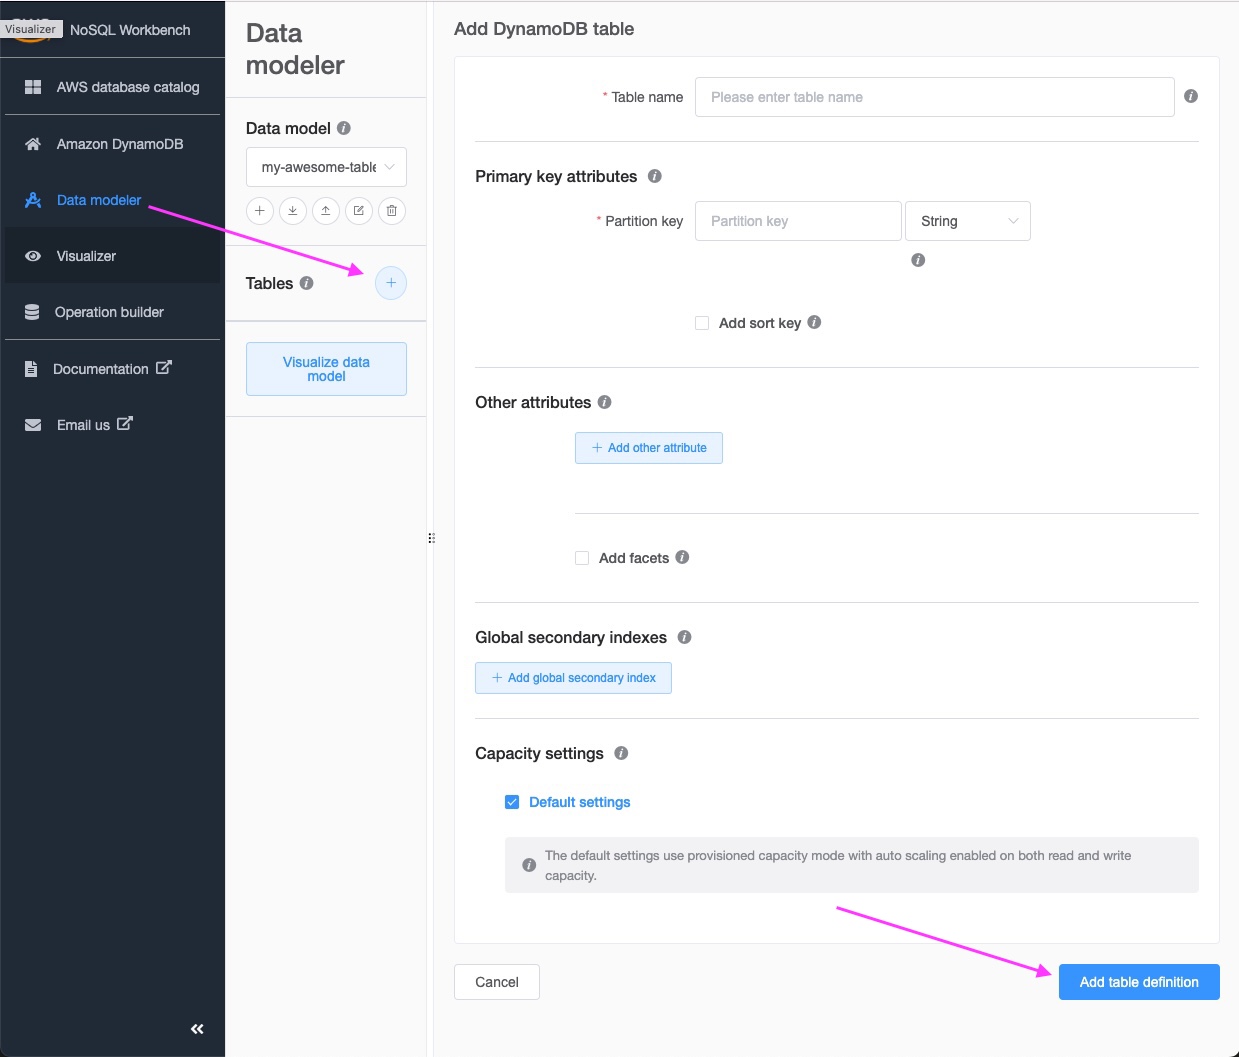 Visualizer
NoSQL Workbench
AWS database catalog
Amazon DynamoDB
Data modeler
Visualizer
Operation builder
Documentation
Email us
Data
modeler
Data model
my-awesome-table
Tables
Visualize data
model
Add DynamoDB table
* Table name
Please enter table name
Primary key attributes
* Partition key
Partition key
String
Add sort key
Other attributes
+ Add other attribute
Add facets
Global secondary indexes
+ Add global secondary index
Capacity settings
Default settings
The default settings use provisioned capacity mode with auto scaling enabled on both read and write
capacity.
Cancel
Add table definition